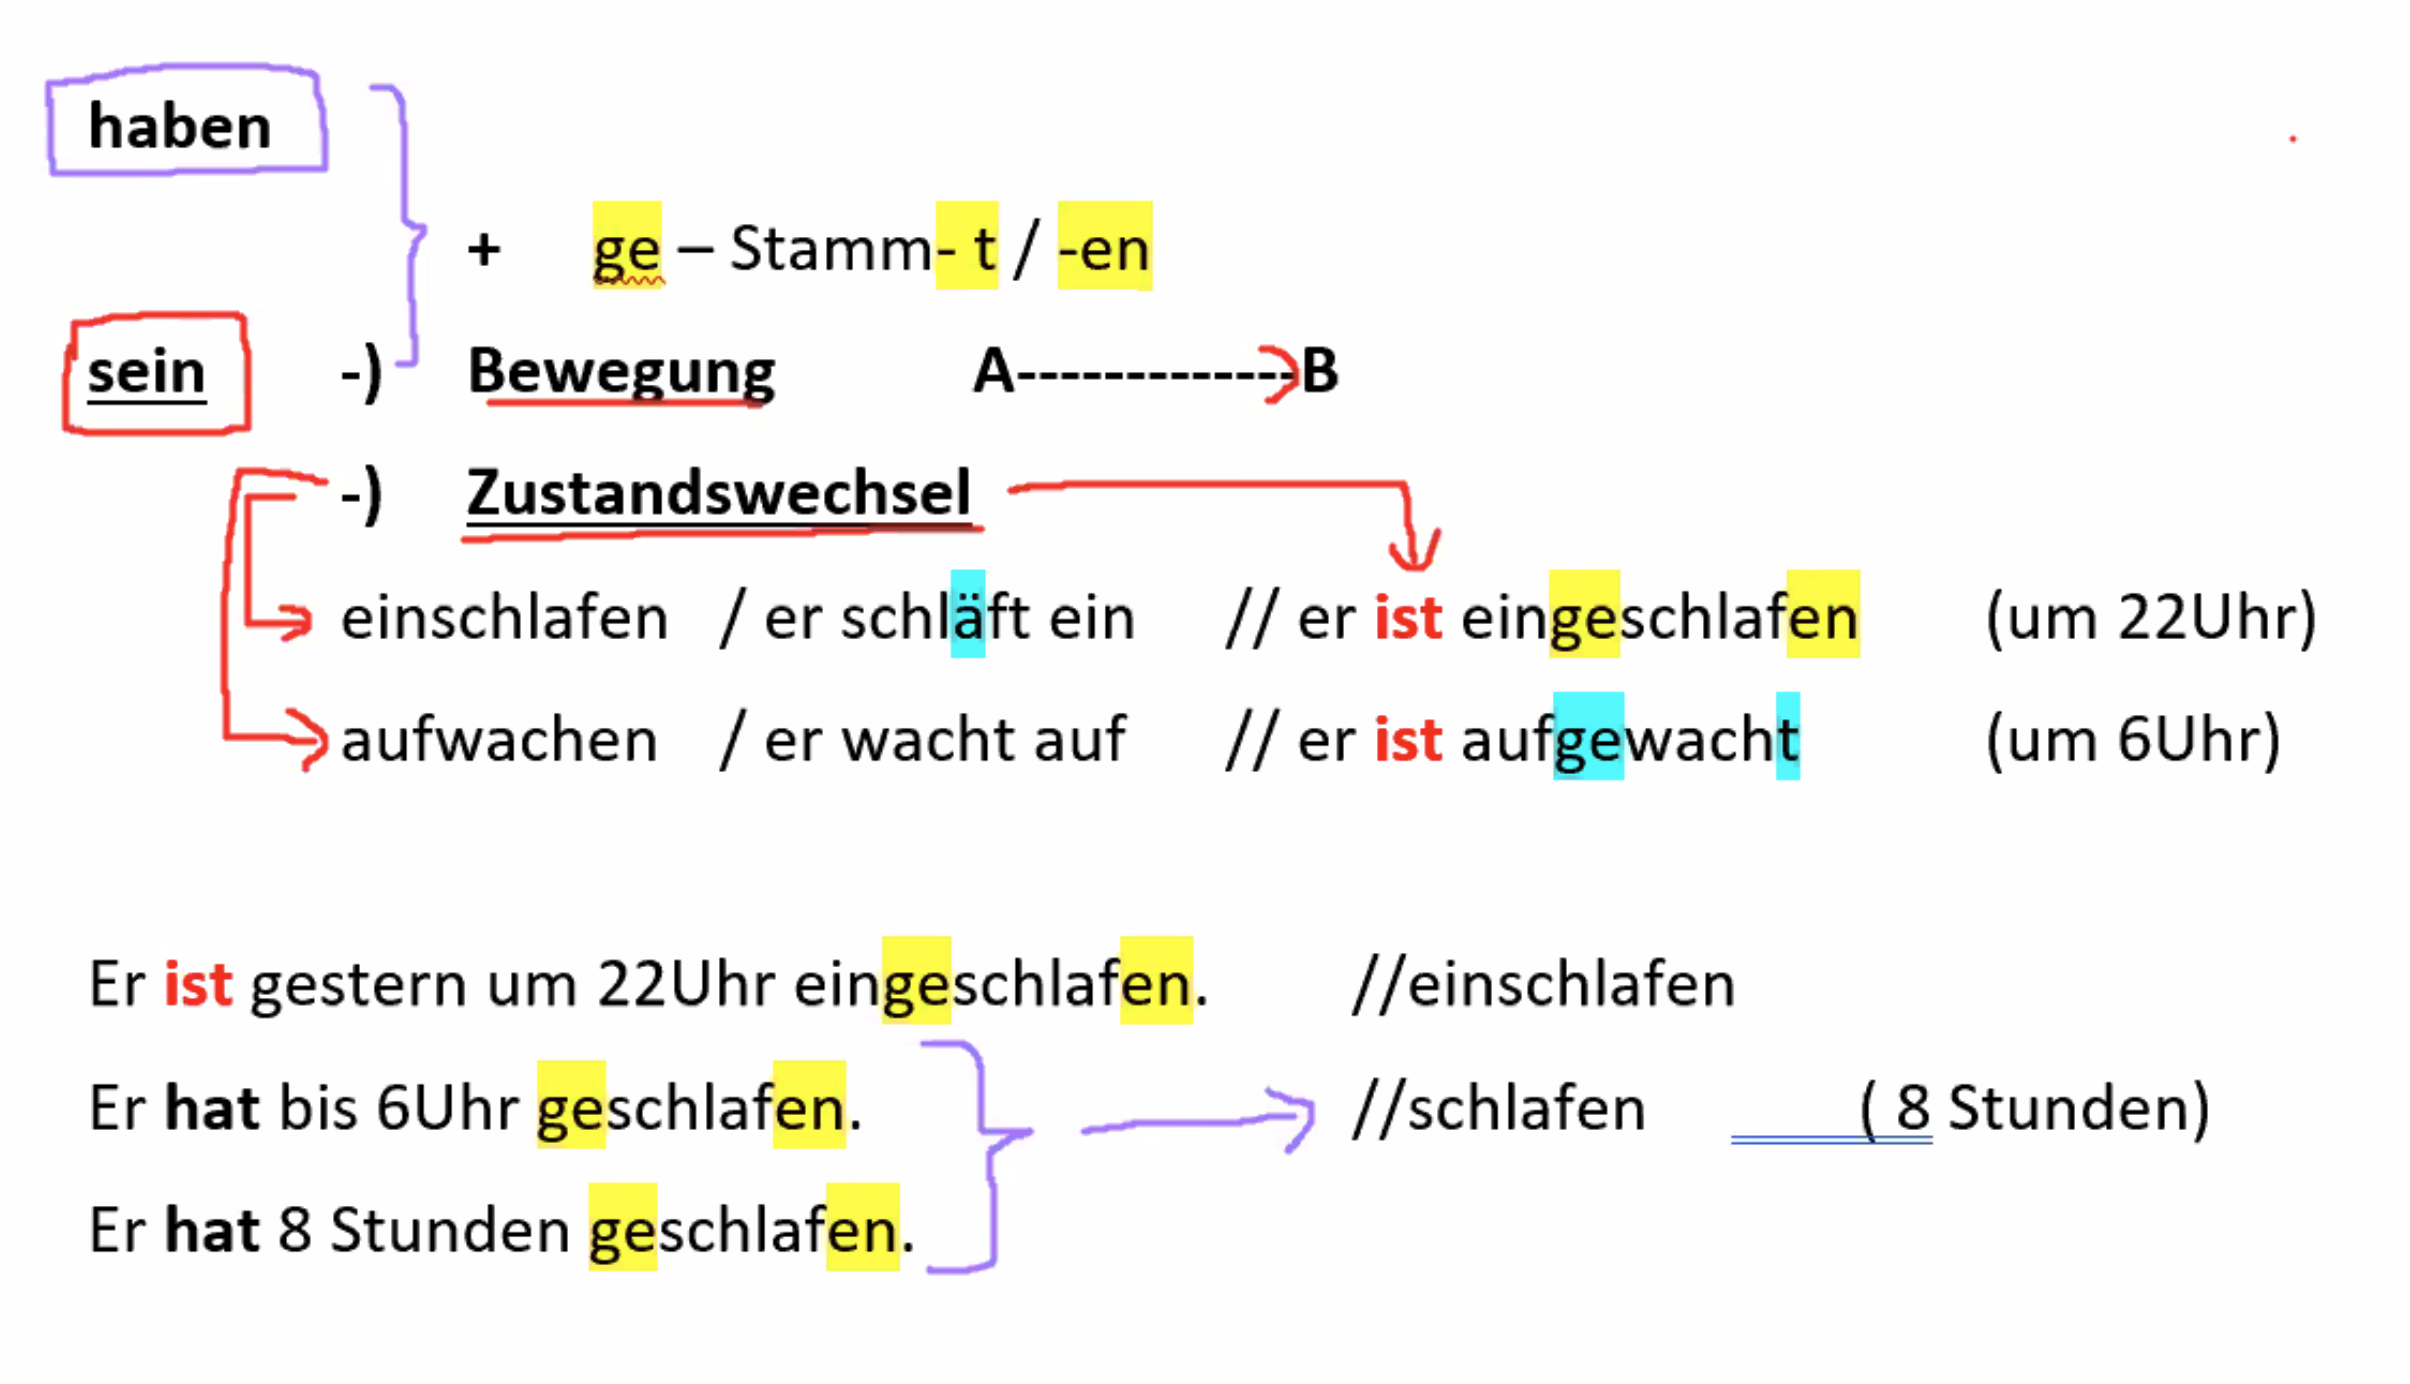 haben
+ ge – Stamm- t / -en
sein -) Bewegung A-------------B
-) Zustandswechsel
einschlafen / er schläft ein // er ist eingeschlafen (um 22Uhr)
aufwachen / er wacht auf // er ist aufgewacht (um 6Uhr)
Er ist gestern um 22Uhr eingeschlafen. //einschlafen
Er hat bis 6Uhr geschlafen. //schlafen ( 8 Stunden)
Er hat 8 Stunden geschlafen.